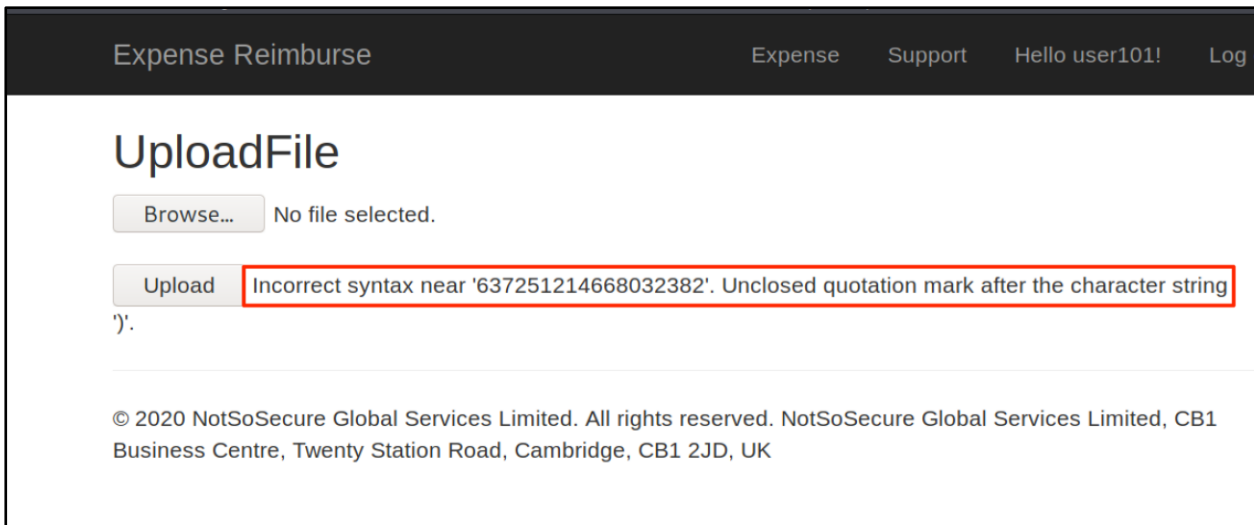 Expense Reimburse Expense Support Hello user101! Log
UploadFile
Browse... No file selected.
Upload Incorrect syntax near '637251214668032382'. Unclosed quotation mark after the character string
')'.
© 2020 NotSoSecure Global Services Limited. All rights reserved. NotSoSecure Global Services Limited, CB1
Business Centre, Twenty Station Road, Cambridge, CB1 2JD, UK